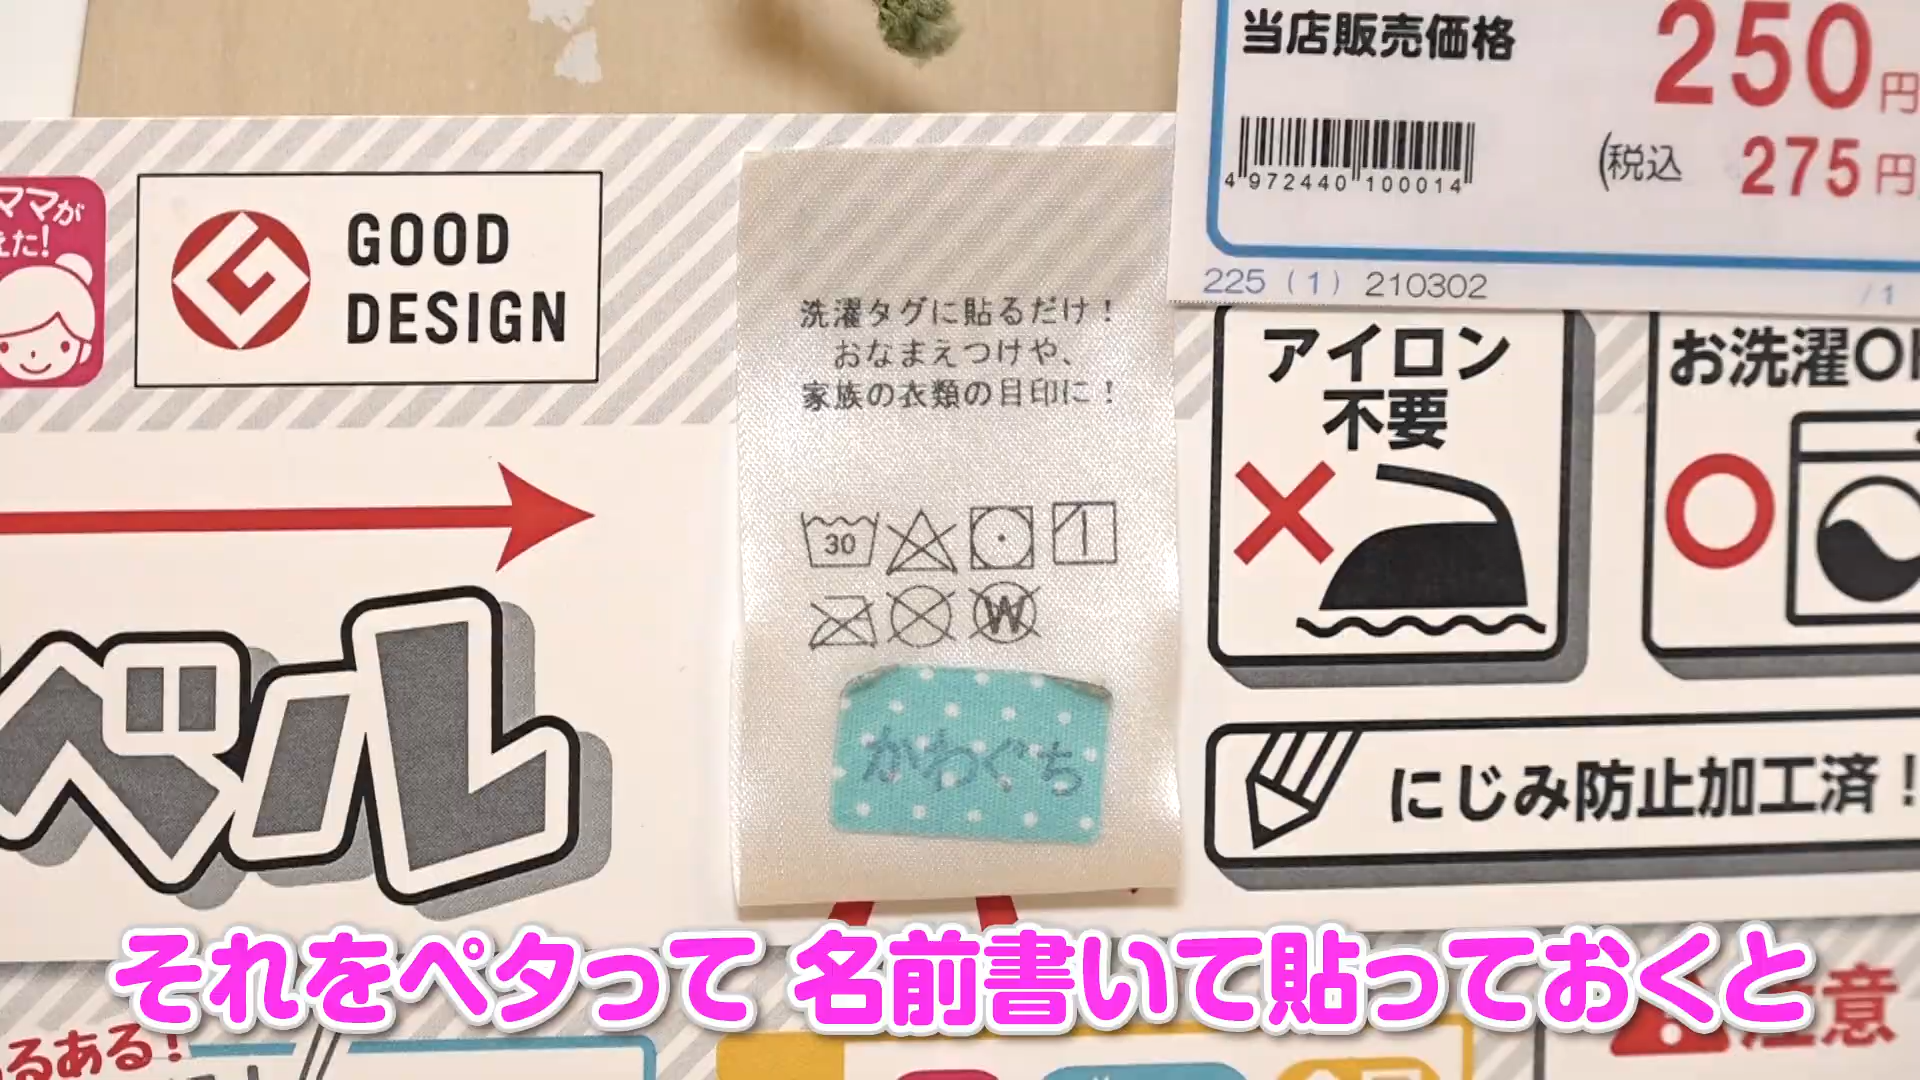 当店販売価格
250円
4 972440 100014
(税込 275円
225 (1) 210302
/1
ママが
えた!
GOOD
DESIGN
洗濯タグに貼るだけ！
おなまえつけや、
家族の衣類の目印に！
30
W
かわぐち
アイロン
不要
お洗濯O
ベル
にじみ防止加工済！
それをペタって 名前書いて貼っておくと
るある!
注意